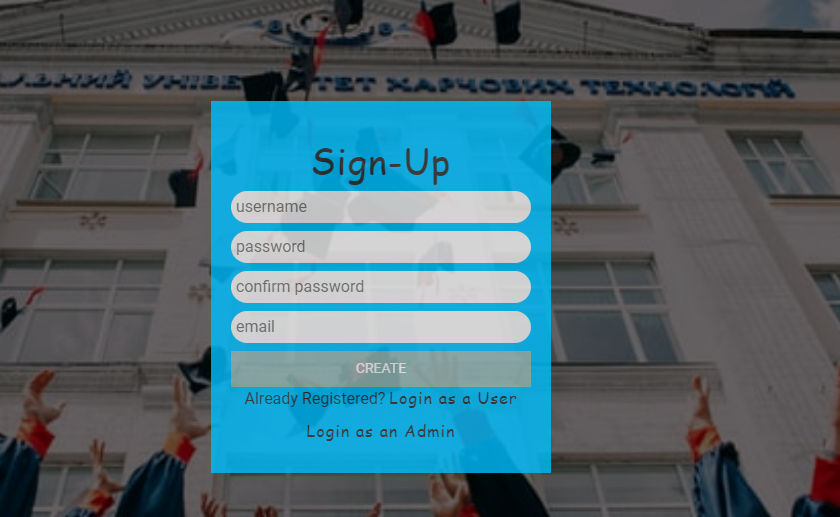 ЛЬНИЙ УНІВЕ ТЕТ ХАРЧОВИХ ТЕХНОЛОГІЙ
Sign-Up
username
password
confirm password
email
CREATE
Already Registered? Login as a User
Login as an Admin